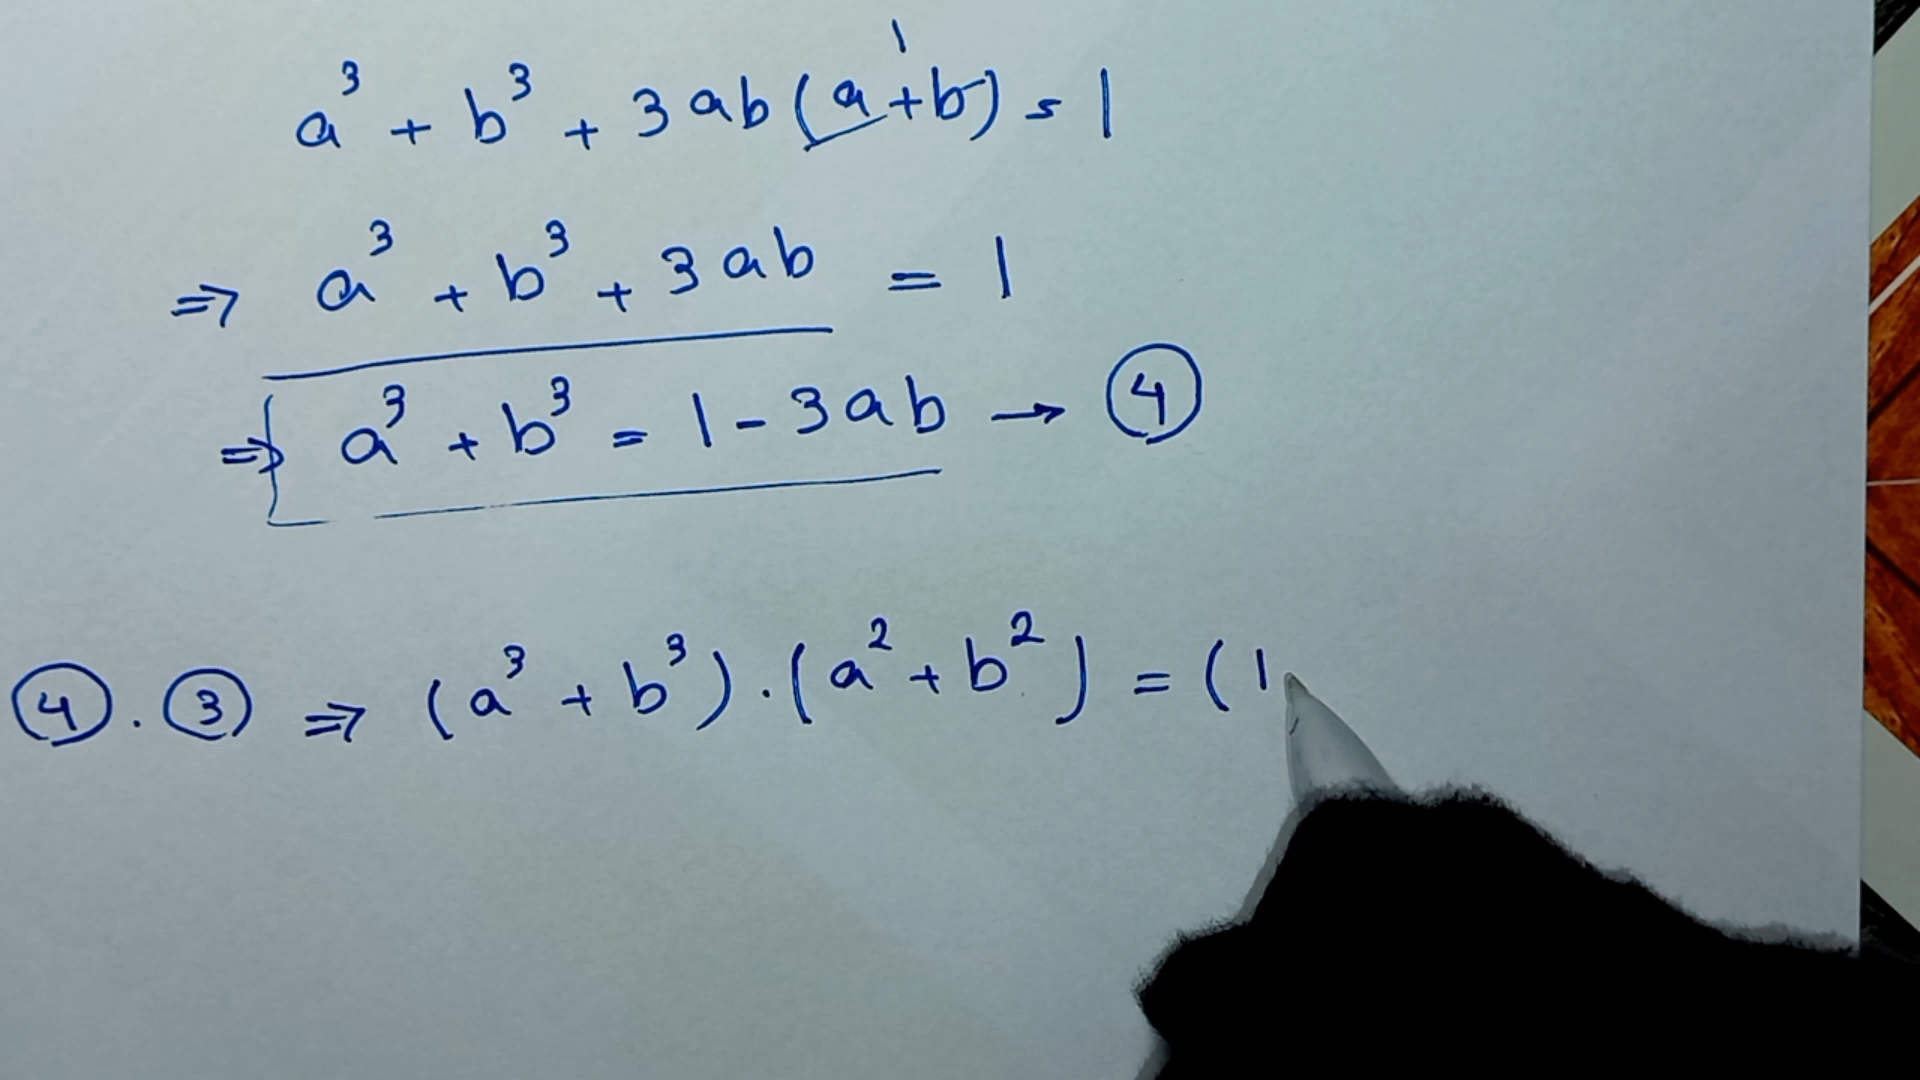 a³ + b³ + 3ab(a+b) = 1
1
⇒ a³ + b³ + 3ab = 1
⇒ a³ + b³ = 1 - 3ab → ④
④ . ③ ⇒ (a³ + b³) . (a² + b²) = (1